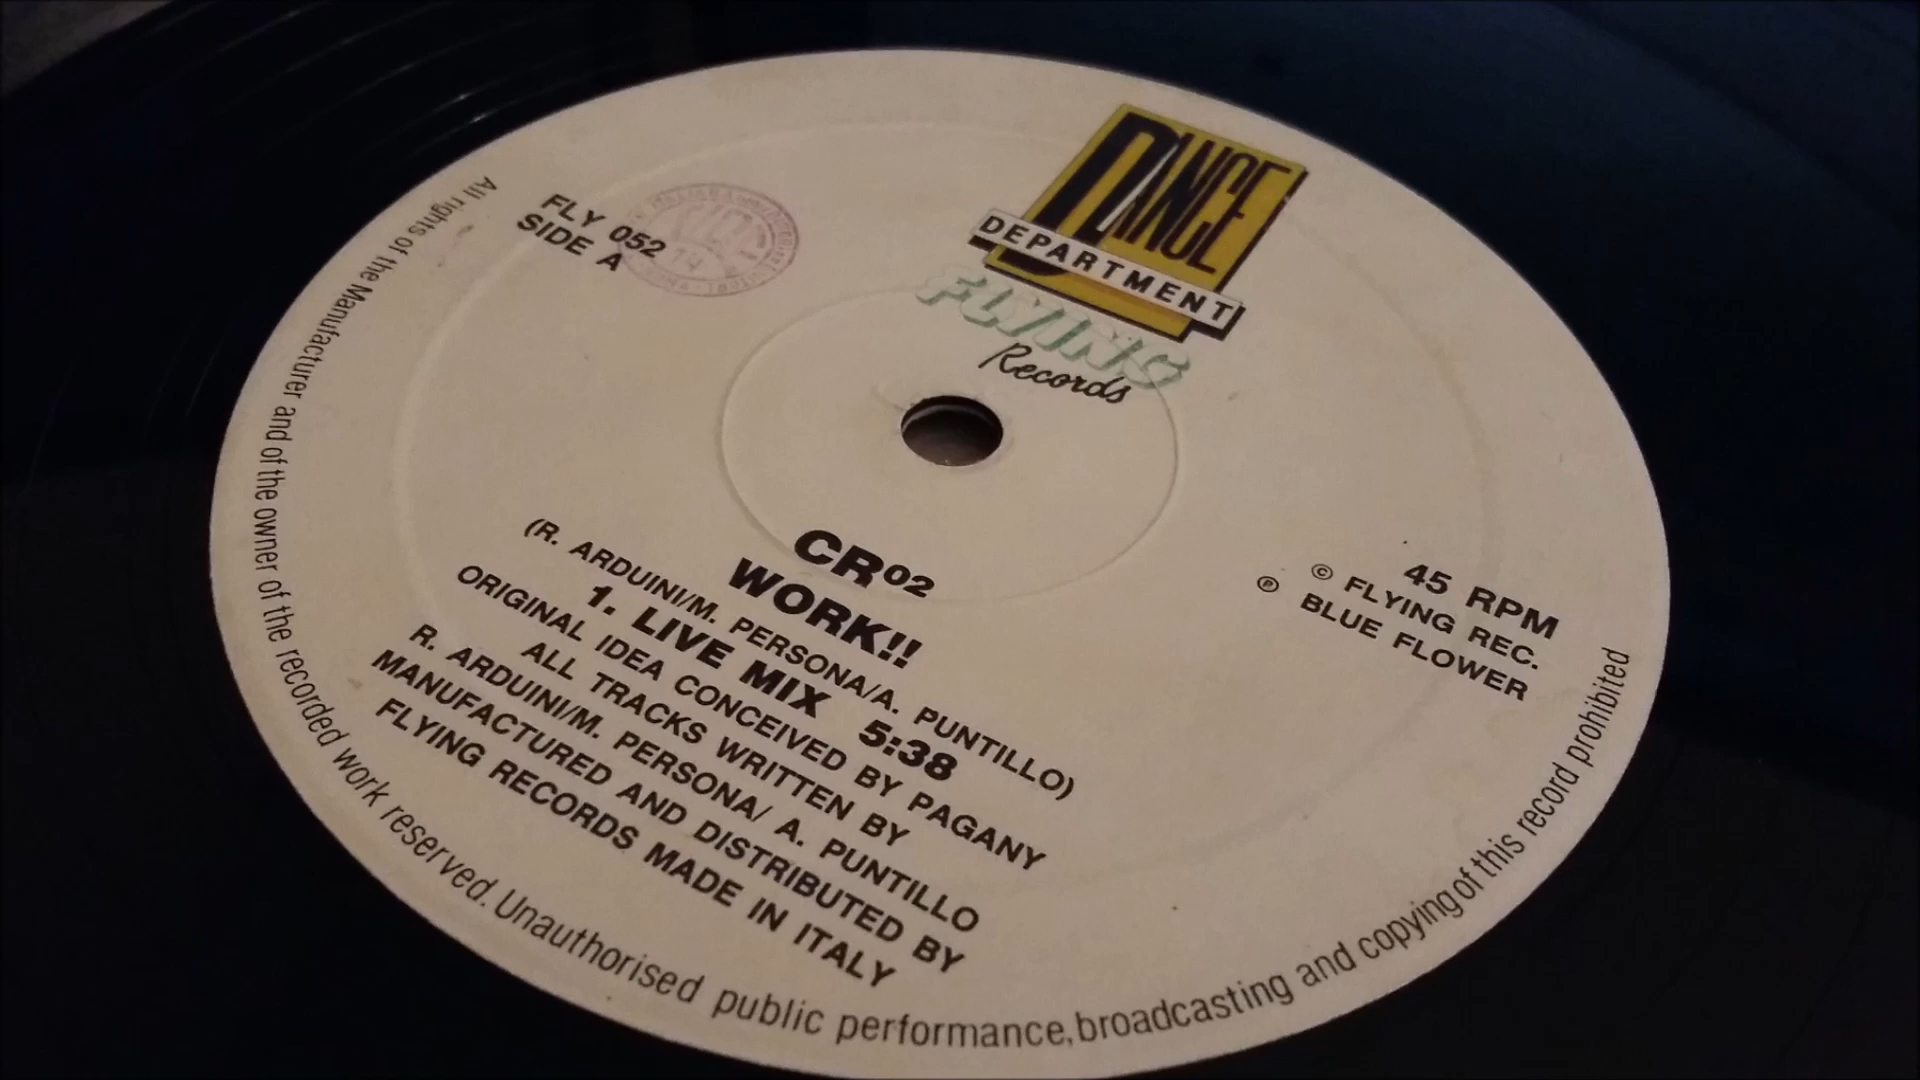 DANCE
DEPARTMENT
FLYING
Records
FLY 052
SIDE A
45 RPM
© FLYING REC.
℗ BLUE FLOWER
CR02
WORK!!
(R. ARDUINI/M. PERSONA/A. PUNTILLO)
1. LIVE MIX 5:38
ORIGINAL IDEA CONCEIVED BY PAGANY
ALL TRACKS WRITTEN BY
R. ARDUINI/M. PERSONA/ A. PUNTILLO
MANUFACTURED AND DISTRIBUTED BY
FLYING RECORDS MADE IN ITALY
All rights of the Manufacturer and of the owner of the recorded work reserved. Unauthorised public performance, broadcasting and copying of this record prohibited